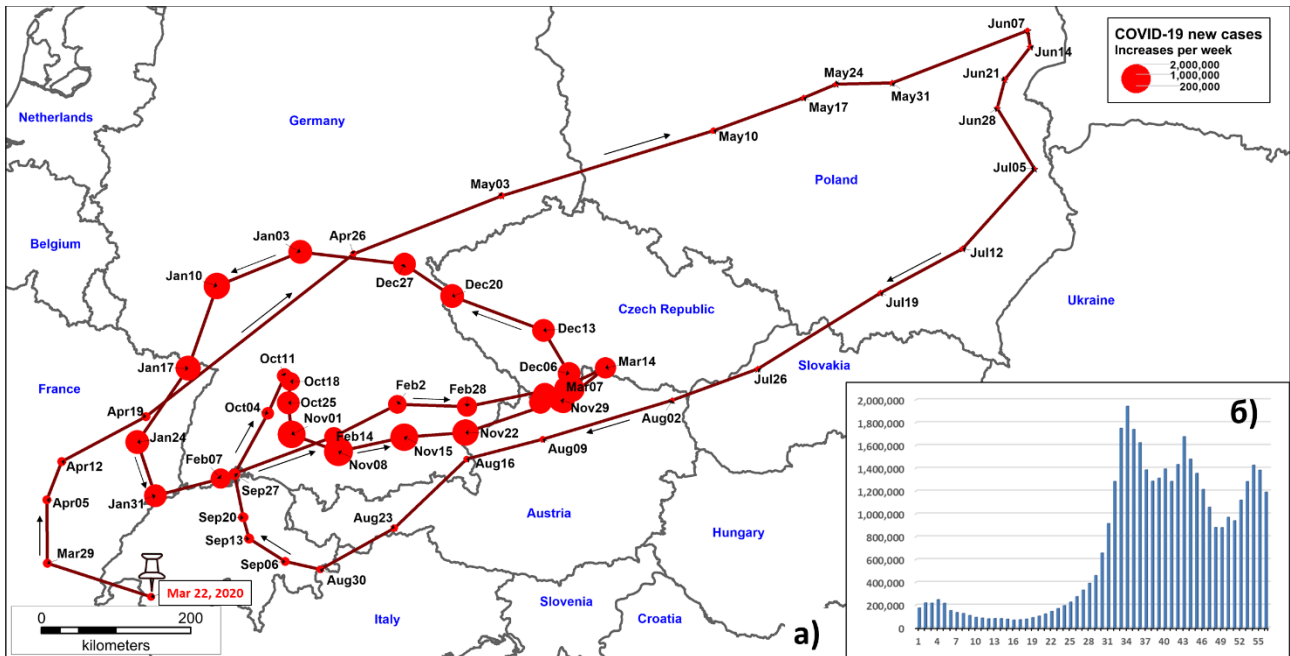 Jun07
COVID-19 new cases
Increases per week
2,000,000
1,000,000
200,000
Jun14
May24
Jun21
May31
May17
Netherlands
Germany
Jun28
May10
Jul05
Poland
May03
Belgium
Jan03
Apr26
Jul12
Jan10
Dec27
Dec20
Jul19
Ukraine
Czech Republic
Dec13
Oct11
Mar14
Jan17
Dec06
Slovakia
Oct18
Jul26
France
Feb2
Feb28
Mar07
Oct25
Nov29
Apr19
Oct04
Nov01
Aug02
Jan24
Feb14
Nov22
Nov15
Aug09
Feb07
Nov08
Apr12
Aug16
Sep27
Jan31
Apr05
Sep20
Aug23
Austria
Hungary
Sep13
Mar29
Sep06
Aug30
Mar 22, 2020
Slovenia
Italy
Croatia
0 200
kilometers
а)
б)
2,000,000
1,800,000
1,600,000
1,400,000
1,200,000
1,000,000
800,000
600,000
400,000
200,000
0
1 4 7 10 13 16 19 22 25 28 31 34 37 40 43 46 49 52 55